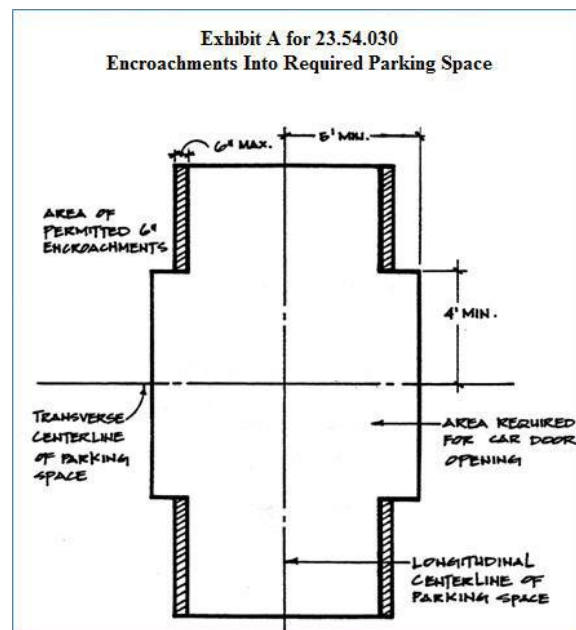 Exhibit A for 23.54.030
Encroachments Into Required Parking Space
6" MAX.
5' MIN.
AREA OF
PERMITTED 6"
ENCROACHMENTS
4' MIN.
TRANSVERSE
CENTERLINE
OF PARKING
SPACE
AREA REQUIRED
FOR CAR DOOR
OPENING
LONGITUDINAL
CENTERLINE OF
PARKING SPACE